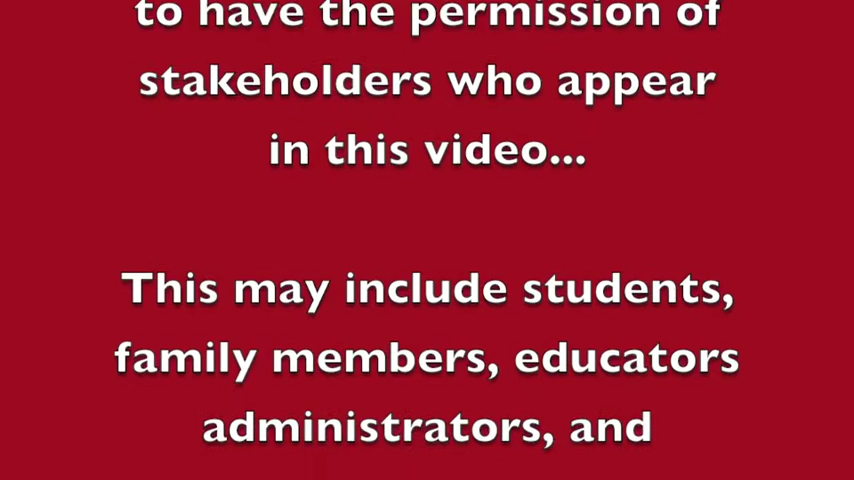 to have the permission of
stakeholders who appear
in this video...
This may include students,
family members, educators
administrators, and